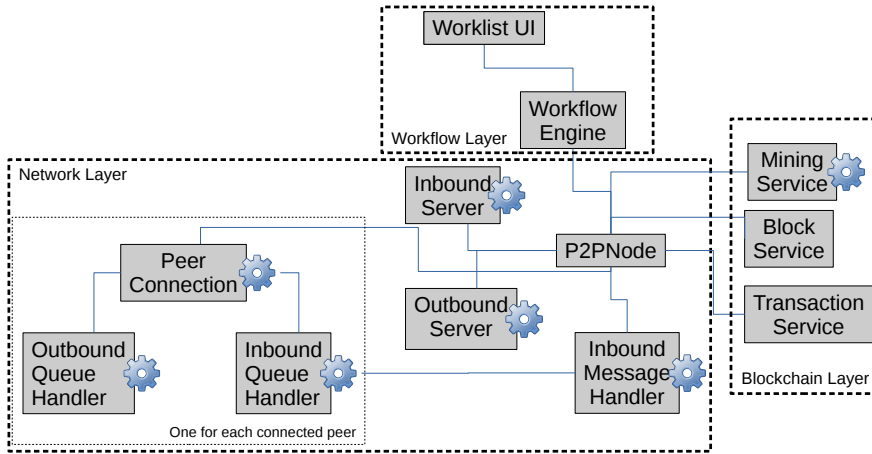 Worklist UI
Workflow
Engine
Workflow Layer
Network Layer
Inbound
Server
Mining
Service
Block
Service
Peer
Connection
P2PNode
Outbound
Server
Transaction
Service
Outbound
Queue
Handler
Inbound
Queue
Handler
Inbound
Message
Handler
Blockchain Layer
One for each connected peer